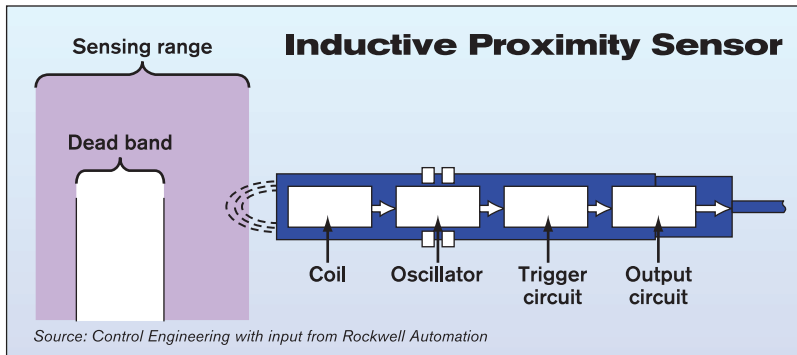 Inductive Proximity Sensor
Sensing range
Dead band
Coil
Oscillator
Trigger
circuit
Output
circuit
Source: Control Engineering with input from Rockwell Automation